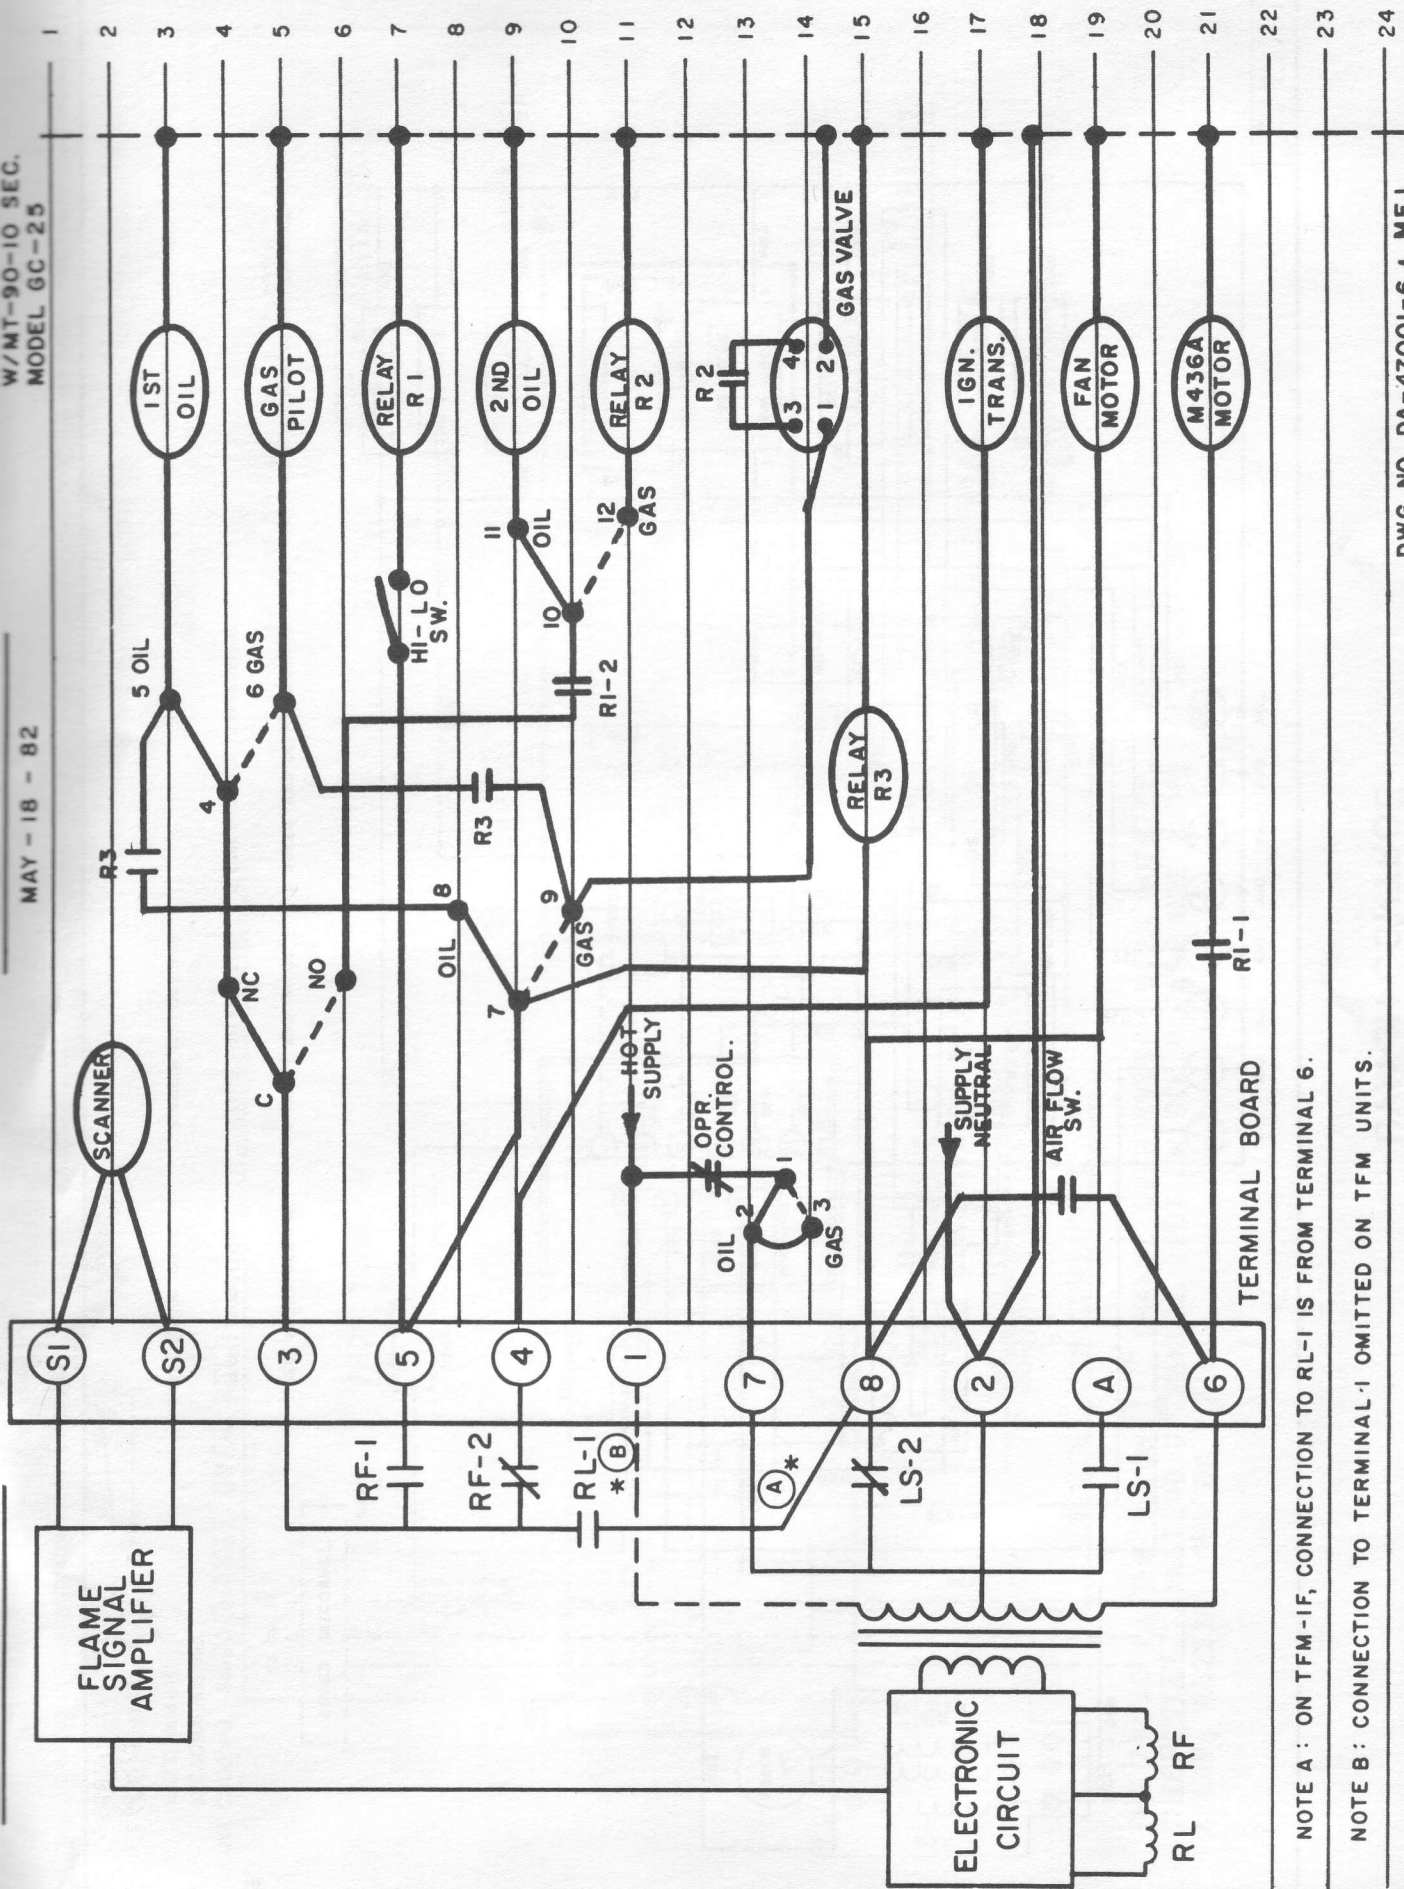 W/MT-90-10 SEC.
MODEL GC-25
MAY-18-82
1
2
3
4
5
6
7
8
9
10
11
12
13
14
15
16
17
18
19
20
21
22
23
24
1ST
OIL
GAS
PILOT
RELAY
R1
2ND
OIL
RELAY
R2
R2
3
4
1
2
GAS VALVE
IGN.
TRANS.
FAN
MOTOR
M436A
MOTOR
5 OIL
6 GAS
4
R3
HI-LO
SW.
11
OIL
12
GAS
10
R1-2
R3
8
OIL
9
GAS
7
RELAY
R3
R1-1
NC
NO
C
SCANNER
HOT
SUPPLY
OPR.
CONTROL.
OIL
2
1
3
GAS
SUPPLY
NEUTRAL
AIR FLOW
SW.
TERMINAL BOARD
S1
S2
3
5
4
1
7
8
2
A
6
RF-1
RF-2
RL-1
*
B
A
*
LS-2
LS-1
FLAME
SIGNAL
AMPLIFIER
ELECTRONIC
CIRCUIT
RL
RF
NOTE A: ON TFM-1F, CONNECTION TO RL-1 IS FROM TERMINAL 6.
NOTE B: CONNECTION TO TERMINAL-1 OMITTED ON TFM UNITS.
DWG NO.